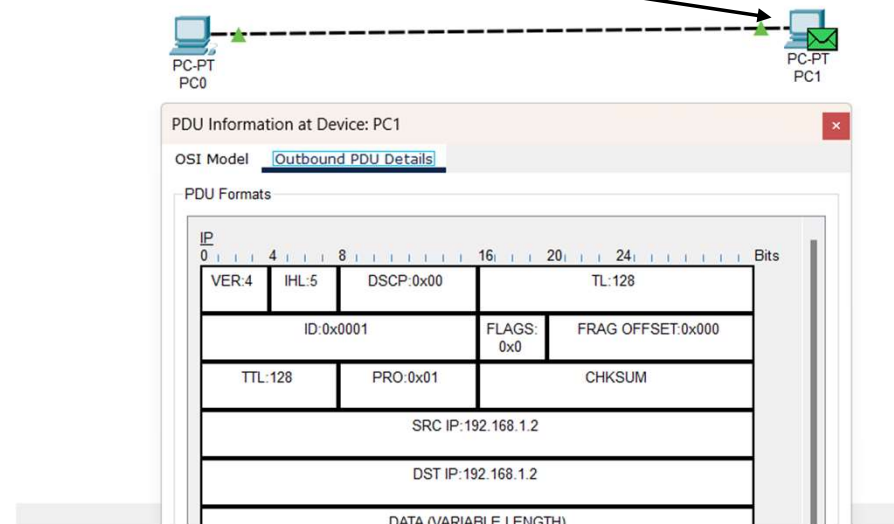 PC-PT
PC0
PC-PT
PC1
PDU Information at Device: PC1
OSI Model Outbound PDU Details
PDU Formats
IP
0 4 8 16 20 24 Bits
VER:4 IHL:5 DSCP:0x00 TL:128
ID:0x0001 FLAGS: 0x0 FRAG OFFSET:0x000
TTL:128 PRO:0x01 CHKSUM
SRC IP:192.168.1.2
DST IP:192.168.1.2
DATA (VARIABLE LENGTH)